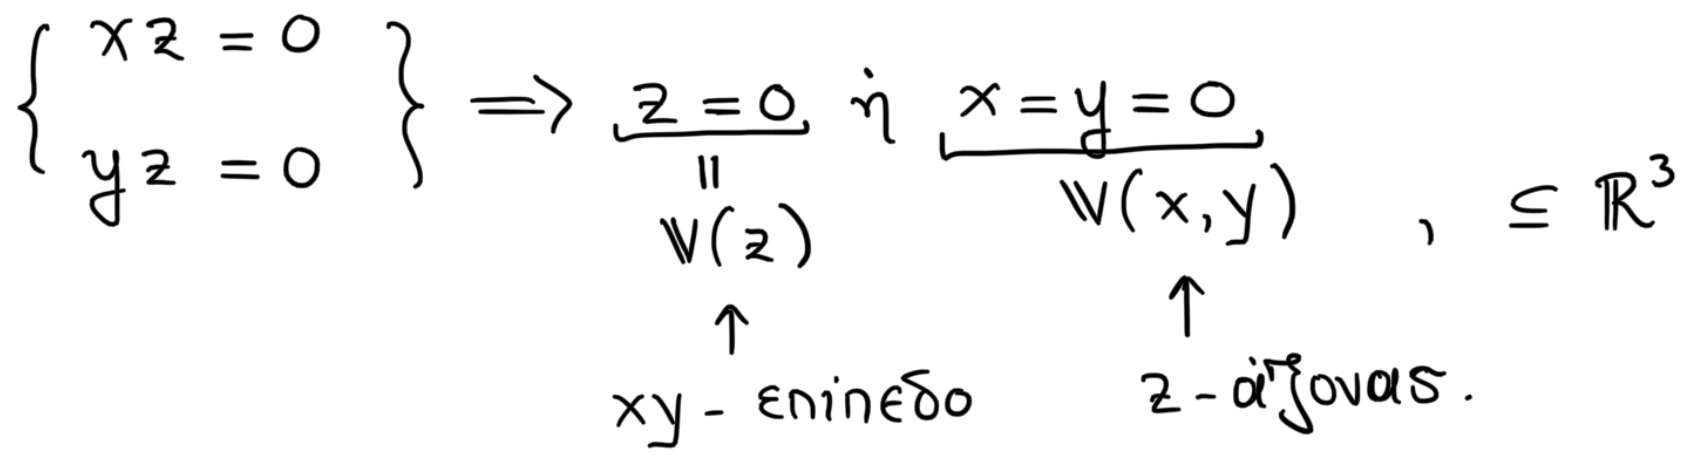 { xz = 0
yz = 0 } ⟹ z = 0 ή x = y = 0
||
𝕍(z) 𝕍(x,y) , ⊆ ℝ³
↑ ↑
xy - επίπεδο z - άξονας.